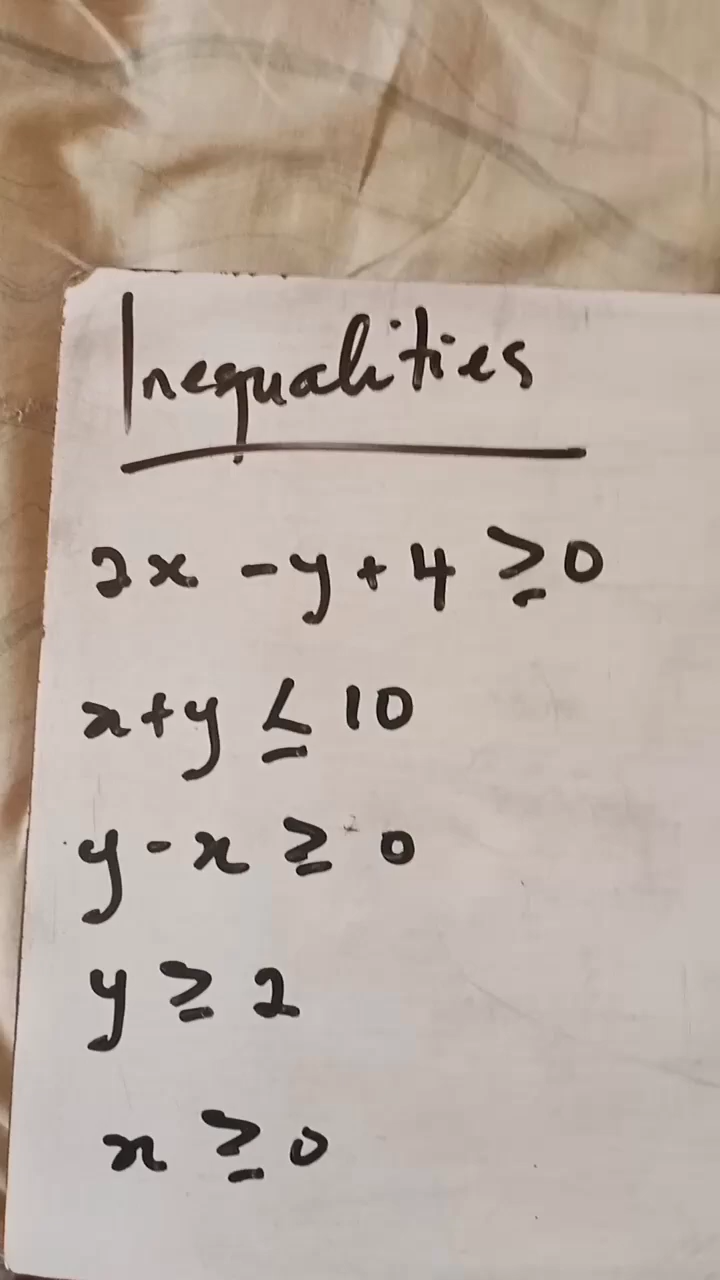 Inequalities
2x - y + 4 ≥ 0
x + y ≤ 10
y - x ≥ 0
y ≥ 2
x ≥ 0